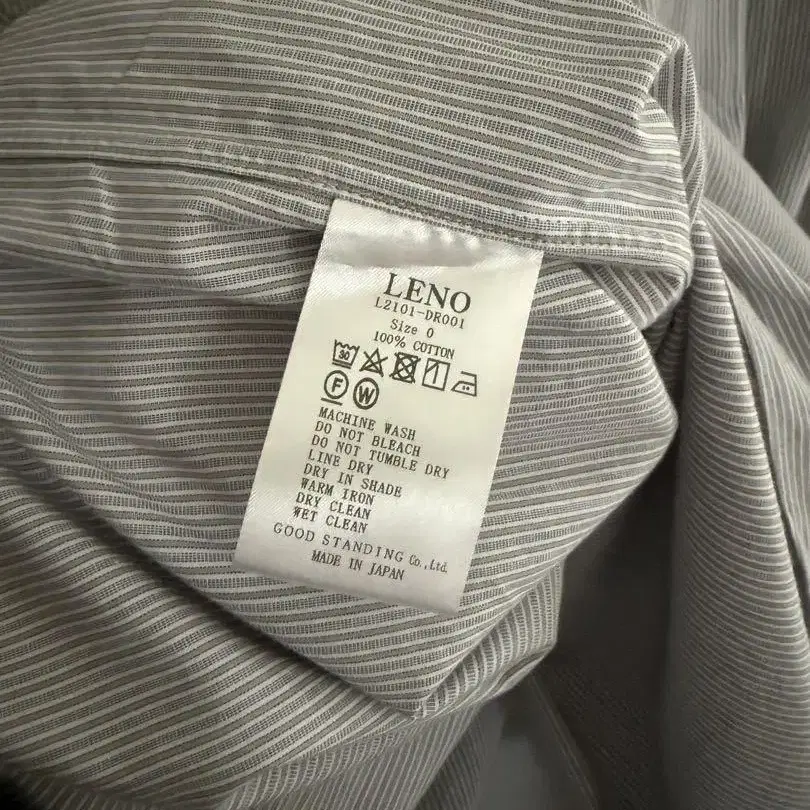 LENO
L2101-DR001
Size 0
100% COTTON
30
F W
MACHINE WASH
DO NOT BLEACH
DO NOT TUMBLE DRY
LINE DRY
DRY IN SHADE
WARM IRON
DRY CLEAN
WET CLEAN
GOOD STANDING Co.,Ltd.
MADE IN JAPAN